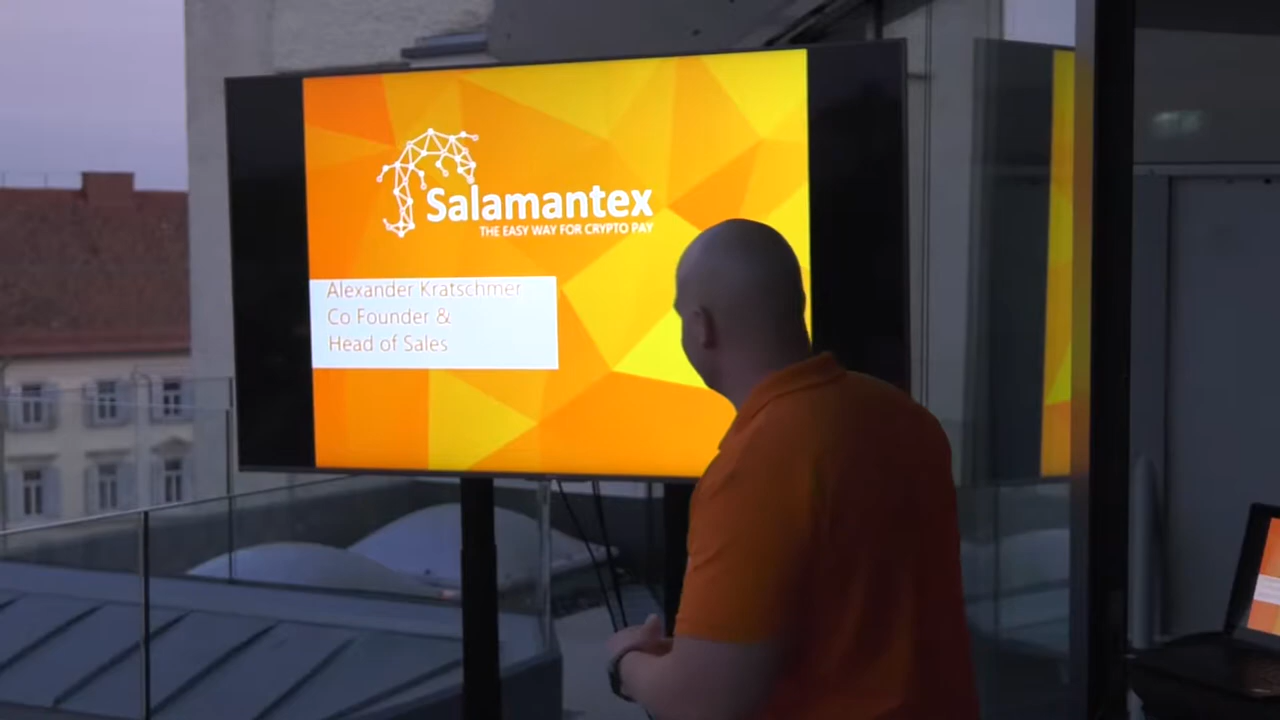 Salamantex
THE EASY WAY FOR CRYPTO PAY
Alexander Kratschmer
Co Founder &
Head of Sales